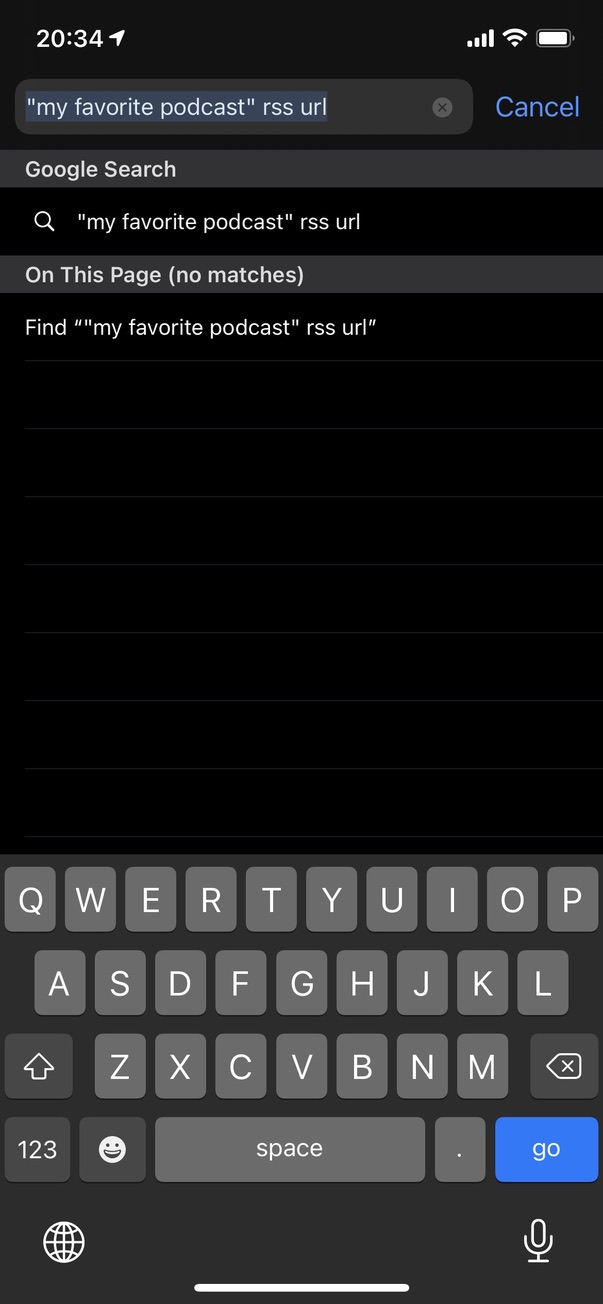 20:34
"my favorite podcast" rss url
Cancel
Google Search
"my favorite podcast" rss url
On This Page (no matches)
Find “"my favorite podcast" rss url”
Q W E R T Y U I O P
A S D F G H J K L
Z X C V B N M
123 space . go